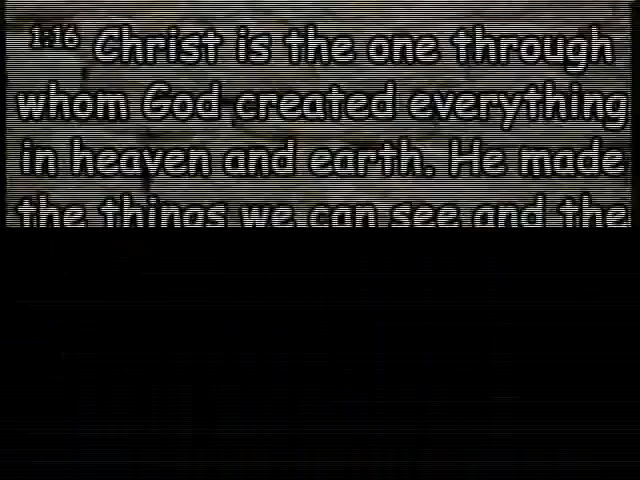 1:16 Christ is the one through
whom God created everything
in heaven and earth. He made
the things we can see and the